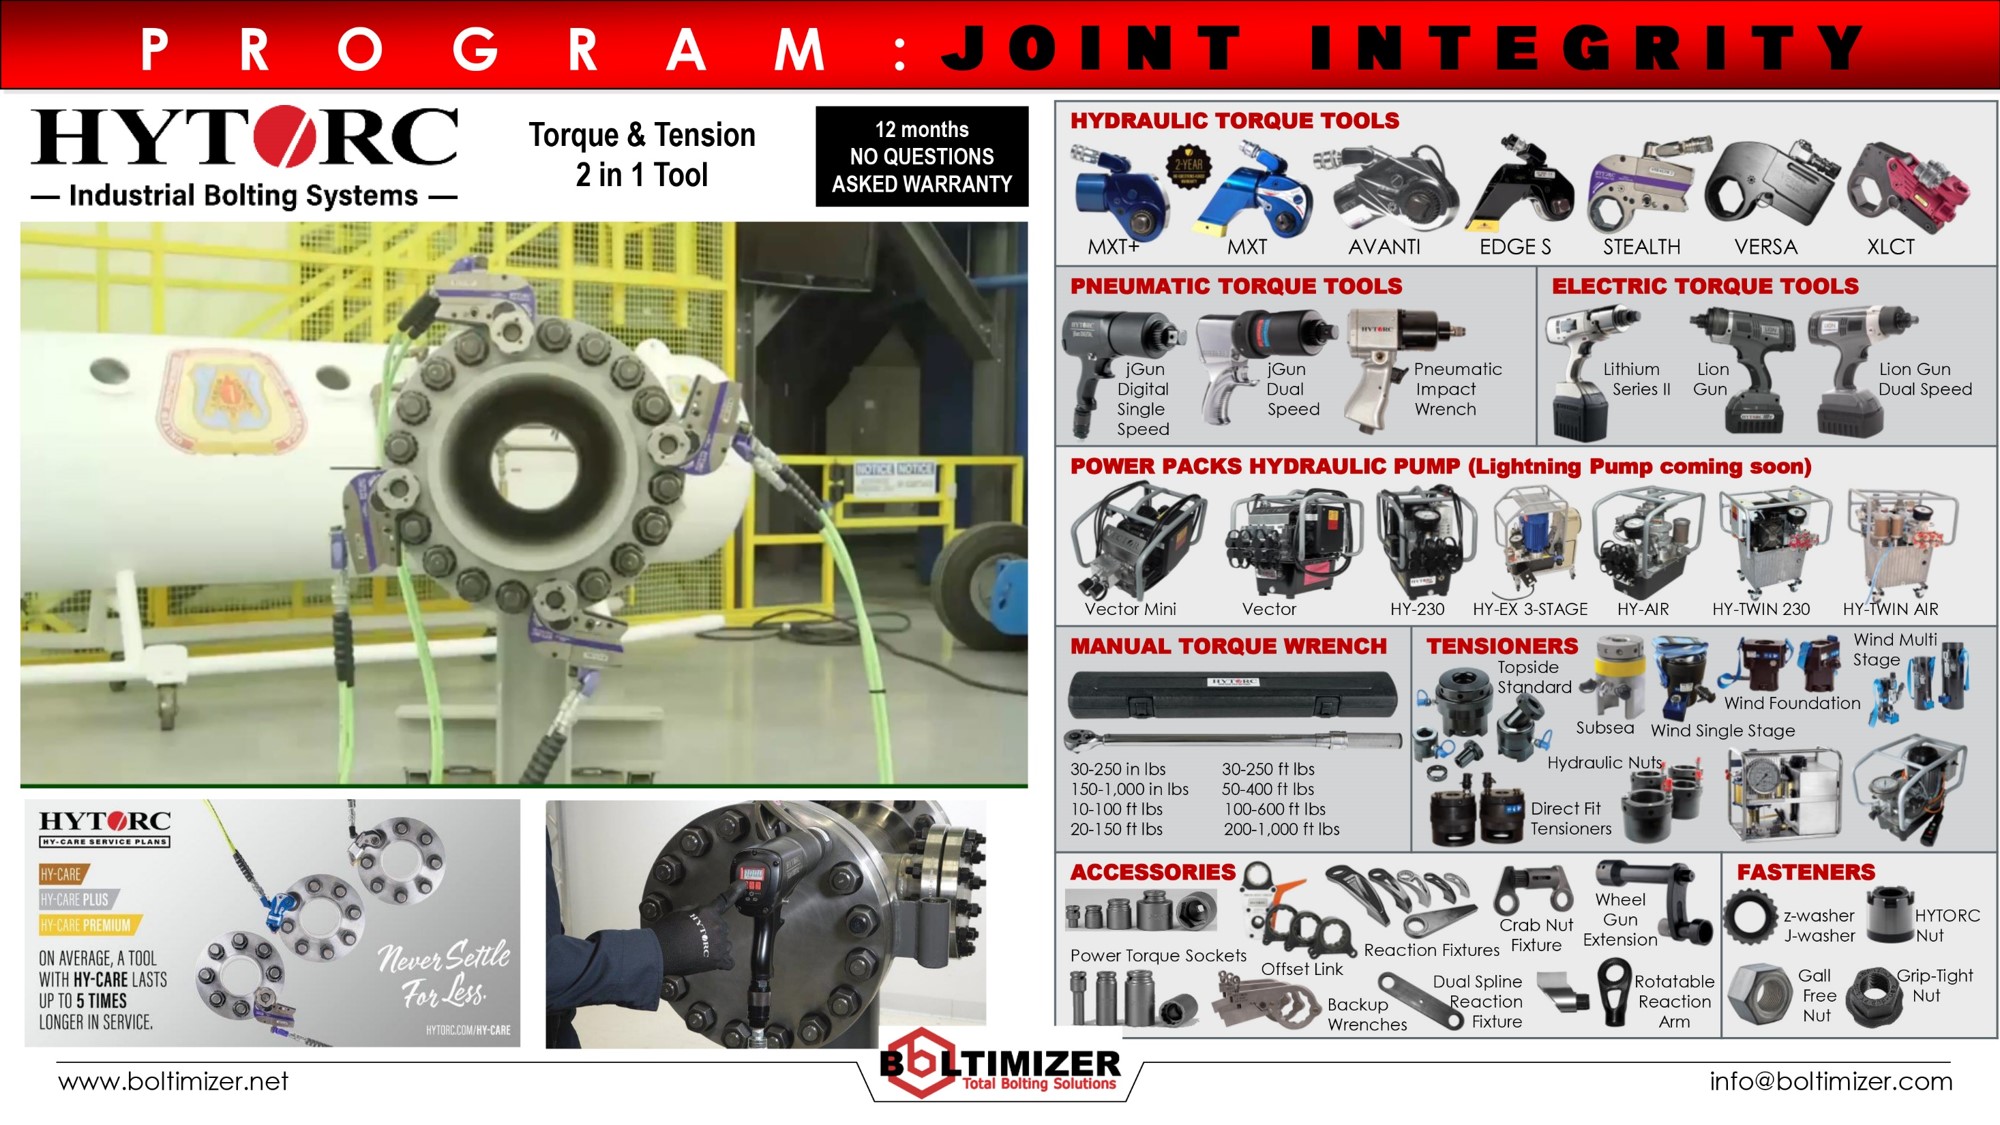 PROGRAM: JOINT INTEGRITY
HYTORC
— Industrial Bolting Systems —
Torque & Tension
2 in 1 Tool
12 months
NO QUESTIONS
ASKED WARRANTY
NOTICE NOTICE
HYTORC
HY-CARE SERVICE PLANS
HY-CARE
HY-CARE PLUS
HY-CARE PREMIUM
ON AVERAGE, A TOOL
WITH HY-CARE LASTS
UP TO 5 TIMES
LONGER IN SERVICE.
Never Settle
For Less.
HYTORC.COM/HY-CARE
HYTORC
HYDRAULIC TORQUE TOOLS
2-YEAR
MXT+
MXT
AVANTI
EDGE S
STEALTH
VERSA
XLCT
PNEUMATIC TORQUE TOOLS
jGun
Digital
Single
Speed
jGun
Dual
Speed
HYTORC
Pneumatic
Impact
Wrench
ELECTRIC TORQUE TOOLS
Lithium
Series II
Lion
Gun
Lion Gun
Dual Speed
POWER PACKS HYDRAULIC PUMP (Lightning Pump coming soon)
Vector Mini
Vector
HY-230
HY-EX 3-STAGE
HY-AIR
HY-TWIN 230
HY-TWIN AIR
MANUAL TORQUE WRENCH
HYTORC
30-250 in lbs
150-1,000 in lbs
10-100 ft lbs
20-150 ft lbs
30-250 ft lbs
50-400 ft lbs
100-600 ft lbs
200-1,000 ft lbs
TENSIONERS
Topside
Standard
Subsea
Wind Single Stage
Wind Foundation
Wind Multi
Stage
Hydraulic Nuts
Direct Fit
Tensioners
ACCESSORIES
Power Torque Sockets
Offset Link
Reaction Fixtures
Crab Nut
Fixture
Wheel
Gun
Extension
Backup
Wrenches
Dual Spline
Reaction
Fixture
Rotatable
Reaction
Arm
FASTENERS
z-washer
J-washer
HYTORC
Nut
Gall
Free
Nut
Grip-Tight
Nut
www.boltimizer.net
BOLTIMIZER
Total Bolting Solutions
info@boltimizer.com